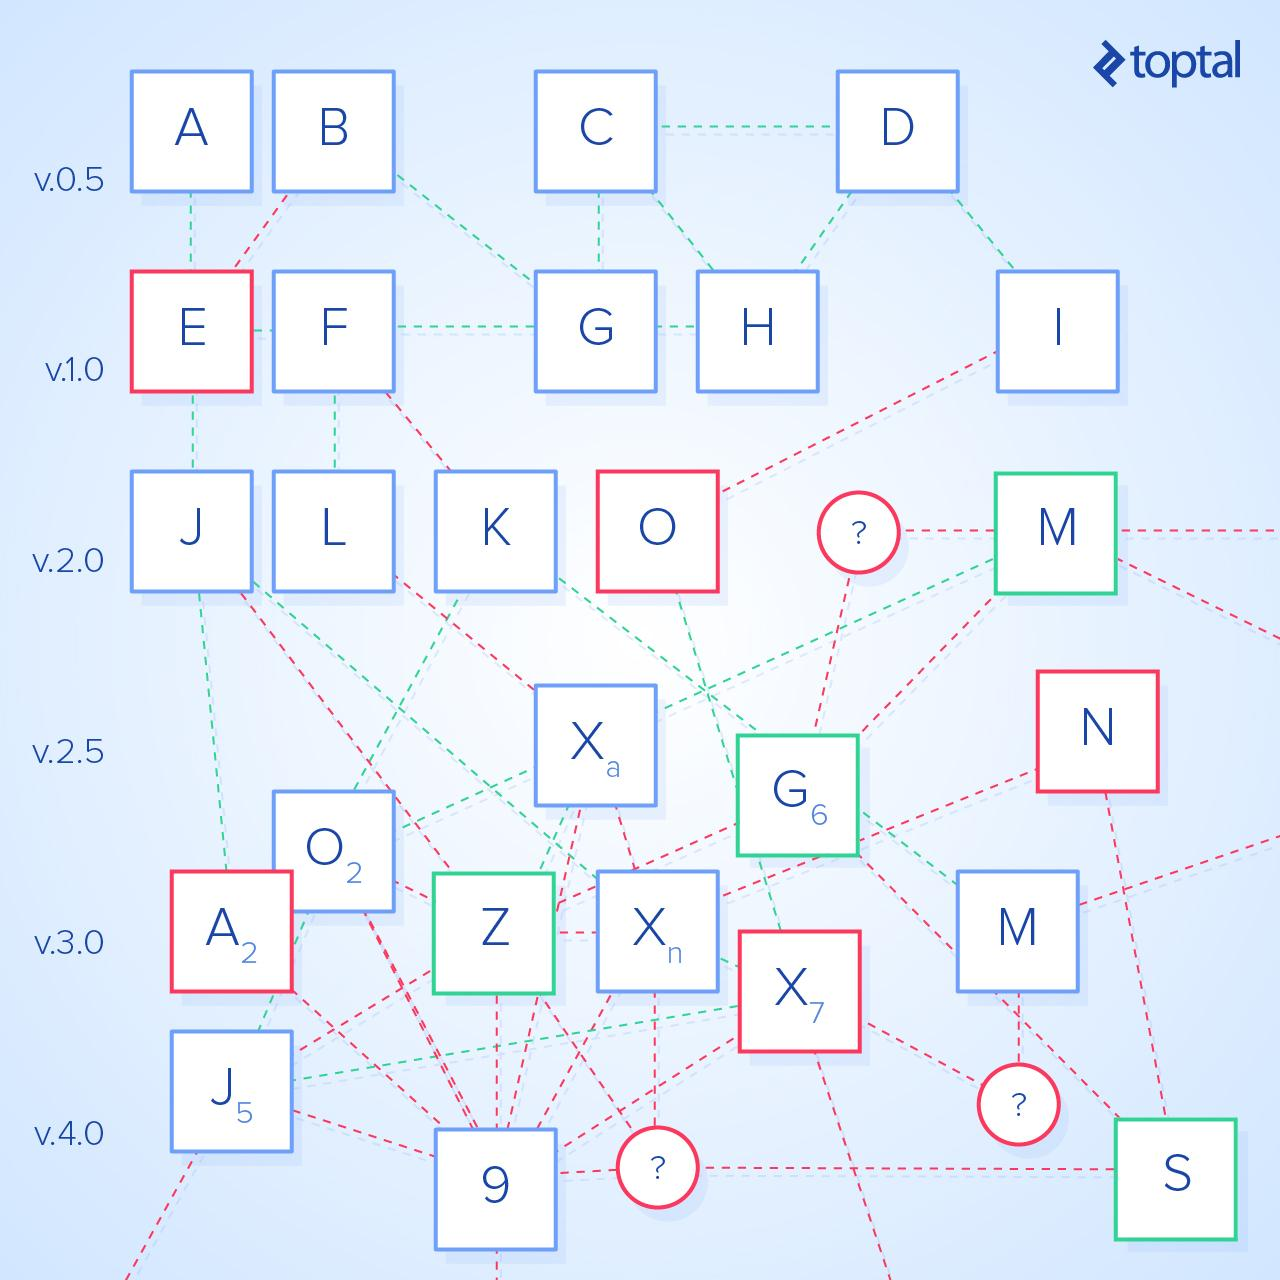 toptal
A B C D
v.0.5
E F G H I
v.1.0
J L K O ? M
v.2.0
N
v.2.5
Xa
G6
O2
A2 Z Xn M
v.3.0
X7
J5
?
v.4.0
9 ? S